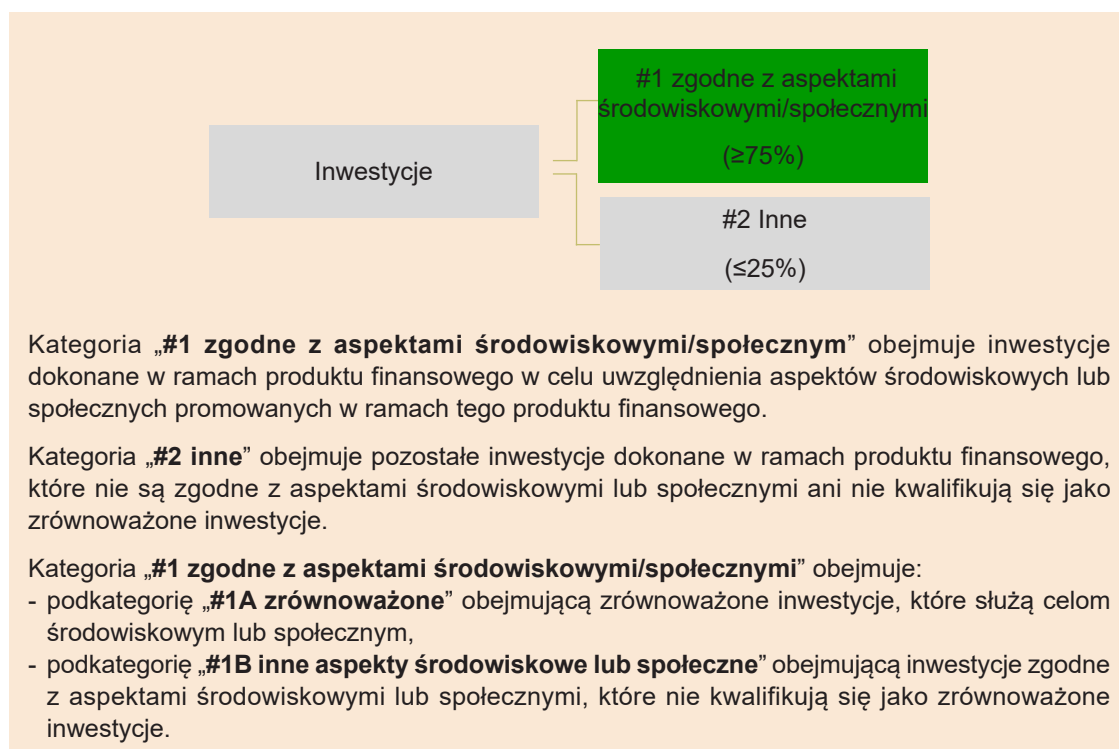 #1 zgodne z aspektami
środowiskowymi/społecznymi
(≥75%)
Inwestycje
#2 Inne
(≤25%)
Kategoria „#1 zgodne z aspektami środowiskowymi/społecznym” obejmuje inwestycje
dokonane w ramach produktu finansowego w celu uwzględnienia aspektów środowiskowych lub
społecznych promowanych w ramach tego produktu finansowego.
Kategoria „#2 inne” obejmuje pozostałe inwestycje dokonane w ramach produktu finansowego,
które nie są zgodne z aspektami środowiskowymi lub społecznymi ani nie kwalifikują się jako
zrównoważone inwestycje.
Kategoria „#1 zgodne z aspektami środowiskowymi/społecznymi” obejmuje:
- podkategorię „#1A zrównoważone” obejmującą zrównoważone inwestycje, które służą celom
środowiskowym lub społecznym,
- podkategorię „#1B inne aspekty środowiskowe lub społeczne” obejmującą inwestycje zgodne
z aspektami środowiskowymi lub społecznymi, które nie kwalifikują się jako zrównoważone
inwestycje.